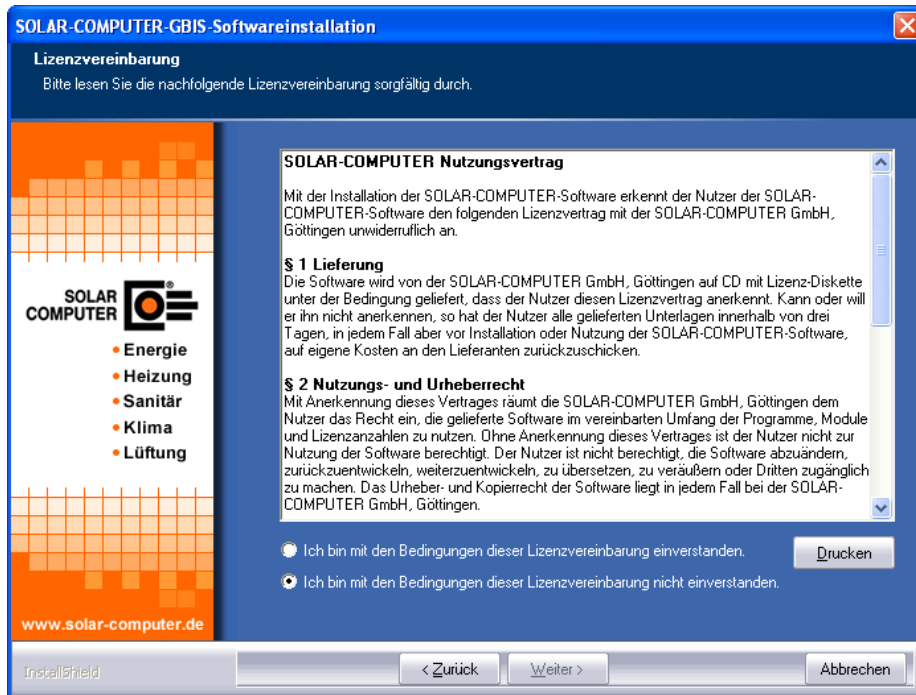 SOLAR-COMPUTER-GBIS-Softwareinstallation
Lizenzvereinbarung
Bitte lesen Sie die nachfolgende Lizenzvereinbarung sorgfältig durch.
SOLAR
COMPUTER
®
• Energie
• Heizung
• Sanitär
• Klima
• Lüftung
www.solar-computer.de
SOLAR-COMPUTER Nutzungsvertrag
Mit der Installation der SOLAR-COMPUTER-Software erkennt der Nutzer der SOLAR-
COMPUTER-Software den folgenden Lizenzvertrag mit der SOLAR-COMPUTER GmbH,
Göttingen unwiderruflich an.
§ 1 Lieferung
Die Software wird von der SOLAR-COMPUTER GmbH, Göttingen auf CD mit Lizenz-Diskette
unter der Bedingung geliefert, dass der Nutzer diesen Lizenzvertrag anerkennt. Kann oder will
er ihn nicht anerkennen, so hat der Nutzer alle gelieferten Unterlagen innerhalb von drei
Tagen, in jedem Fall aber vor Installation oder Nutzung der SOLAR-COMPUTER-Software,
auf eigene Kosten an den Lieferanten zurückzuschicken.
§ 2 Nutzungs- und Urheberrecht
Mit Anerkennung dieses Vertrages räumt die SOLAR-COMPUTER GmbH, Göttingen dem
Nutzer das Recht ein, die gelieferte Software im vereinbarten Umfang der Programme, Module
und Lizenzanzahlen zu nutzen. Ohne Anerkennung dieses Vertrages ist der Nutzer nicht zur
Nutzung der Software berechtigt. Der Nutzer ist nicht berechtigt, die Software abzuändern,
zurückzuentwickeln, weiterzuentwickeln, zu übersetzen, zu veräußern oder Dritten zugänglich
zu machen. Das Urheber- und Kopierrecht der Software liegt in jedem Fall bei der SOLAR-
COMPUTER GmbH, Göttingen.
Ich bin mit den Bedingungen dieser Lizenzvereinbarung einverstanden.
Drucken
Ich bin mit den Bedingungen dieser Lizenzvereinbarung nicht einverstanden.
InstallShield
< Zurück
Weiter >
Abbrechen